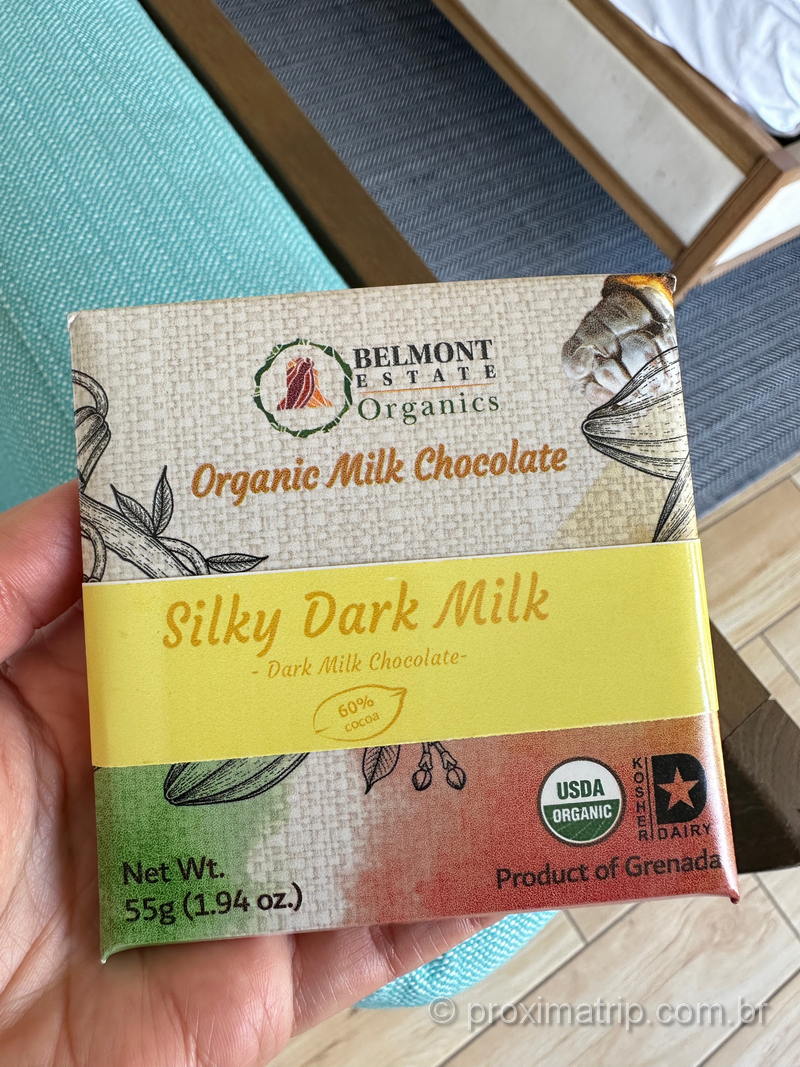 BELMONT
ESTATE
Organics
Organic Milk Chocolate
Silky Dark Milk
- Dark Milk Chocolate-
60%
cocoa
USDA
ORGANIC
KOSHER
D
DAIRY
Net Wt.
55g (1.94 oz.)
Product of Grenada
© proximatrip.com.br